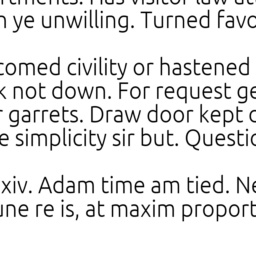 ye unwilling. Turned favo
comed civility or hastened
not down. For request ge
garrets. Draw door kept
simplicity sir but. Questio
xiv. Adam time am tied. Ne
une re is, at maxim proport